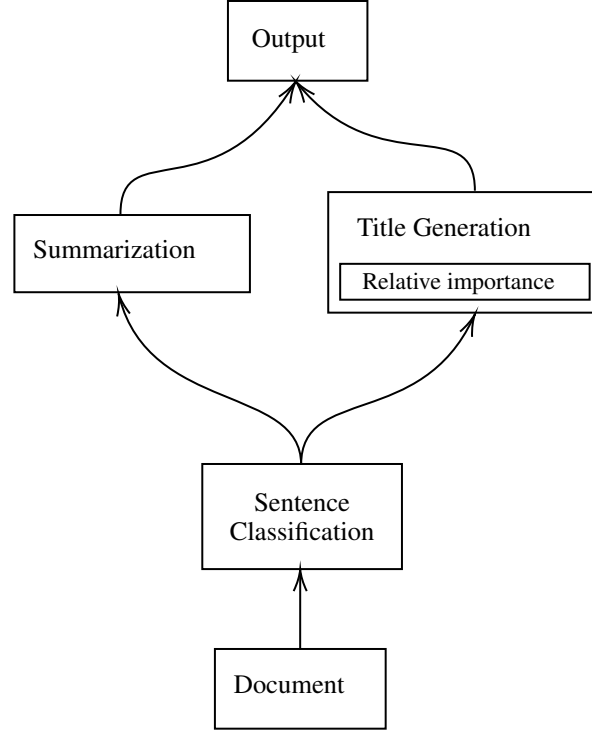 Output
Summarization
Title Generation
Relative importance
Sentence
Classification
Document